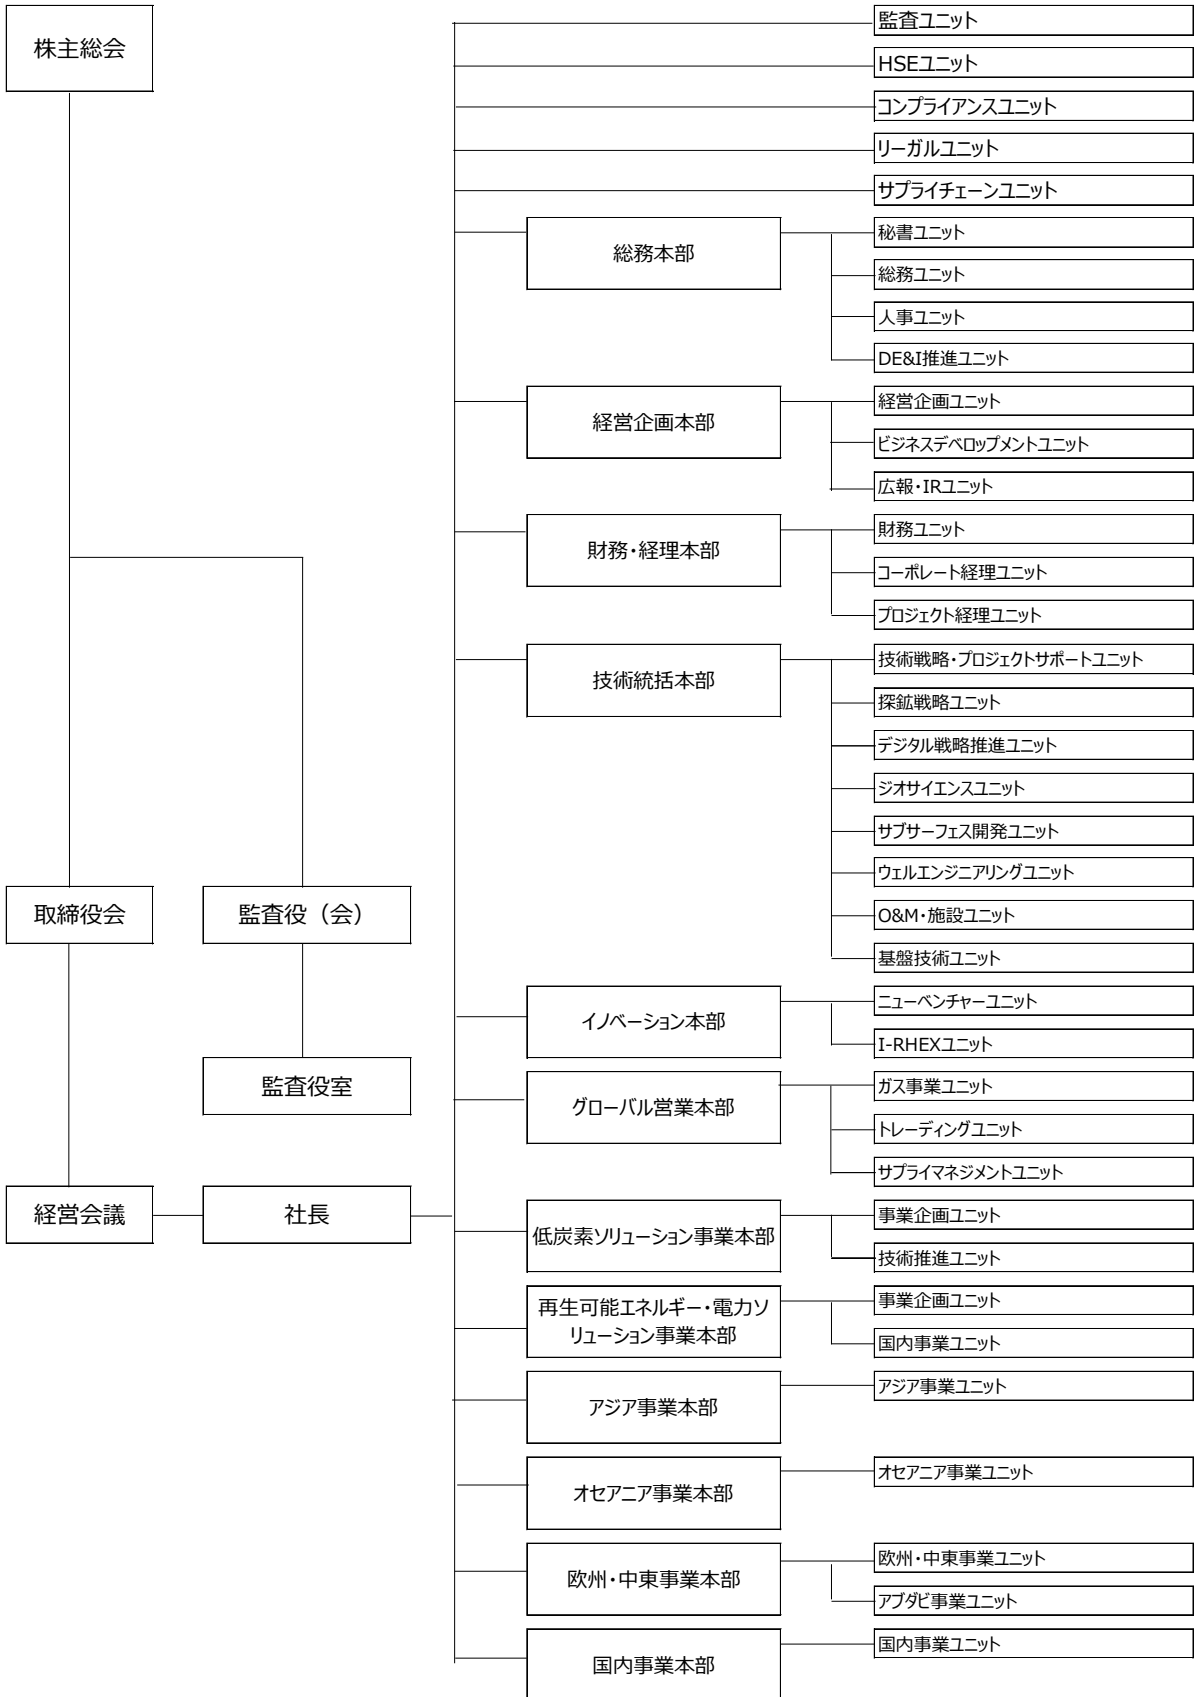 株主総会
取締役会
監査役（会）
監査役室
経営会議
社長
監査ユニット
HSEユニット
コンプライアンスユニット
リーガルユニット
サプライチェーンユニット
総務本部
秘書ユニット
総務ユニット
人事ユニット
DE&I推進ユニット
経営企画本部
経営企画ユニット
ビジネスデベロップメントユニット
広報・IRユニット
財務・経理本部
財務ユニット
コーポレート経理ユニット
プロジェクト経理ユニット
技術統括本部
技術戦略・プロジェクトサポートユニット
探鉱戦略ユニット
デジタル戦略推進ユニット
ジオサイエンスユニット
サブサーフェス開発ユニット
ウェルエンジニアリングユニット
O&M・施設ユニット
基盤技術ユニット
イノベーション本部
ニューベンチャーユニット
I-RHEXユニット
グローバル営業本部
ガス事業ユニット
トレーディングユニット
サプライマネジメントユニット
低炭素ソリューション事業本部
事業企画ユニット
技術推進ユニット
再生可能エネルギー・電力ソ
リューション事業本部
事業企画ユニット
国内事業ユニット
アジア事業本部
アジア事業ユニット
オセアニア事業本部
オセアニア事業ユニット
欧州・中東事業本部
欧州・中東事業ユニット
アブダビ事業ユニット
国内事業本部
国内事業ユニット